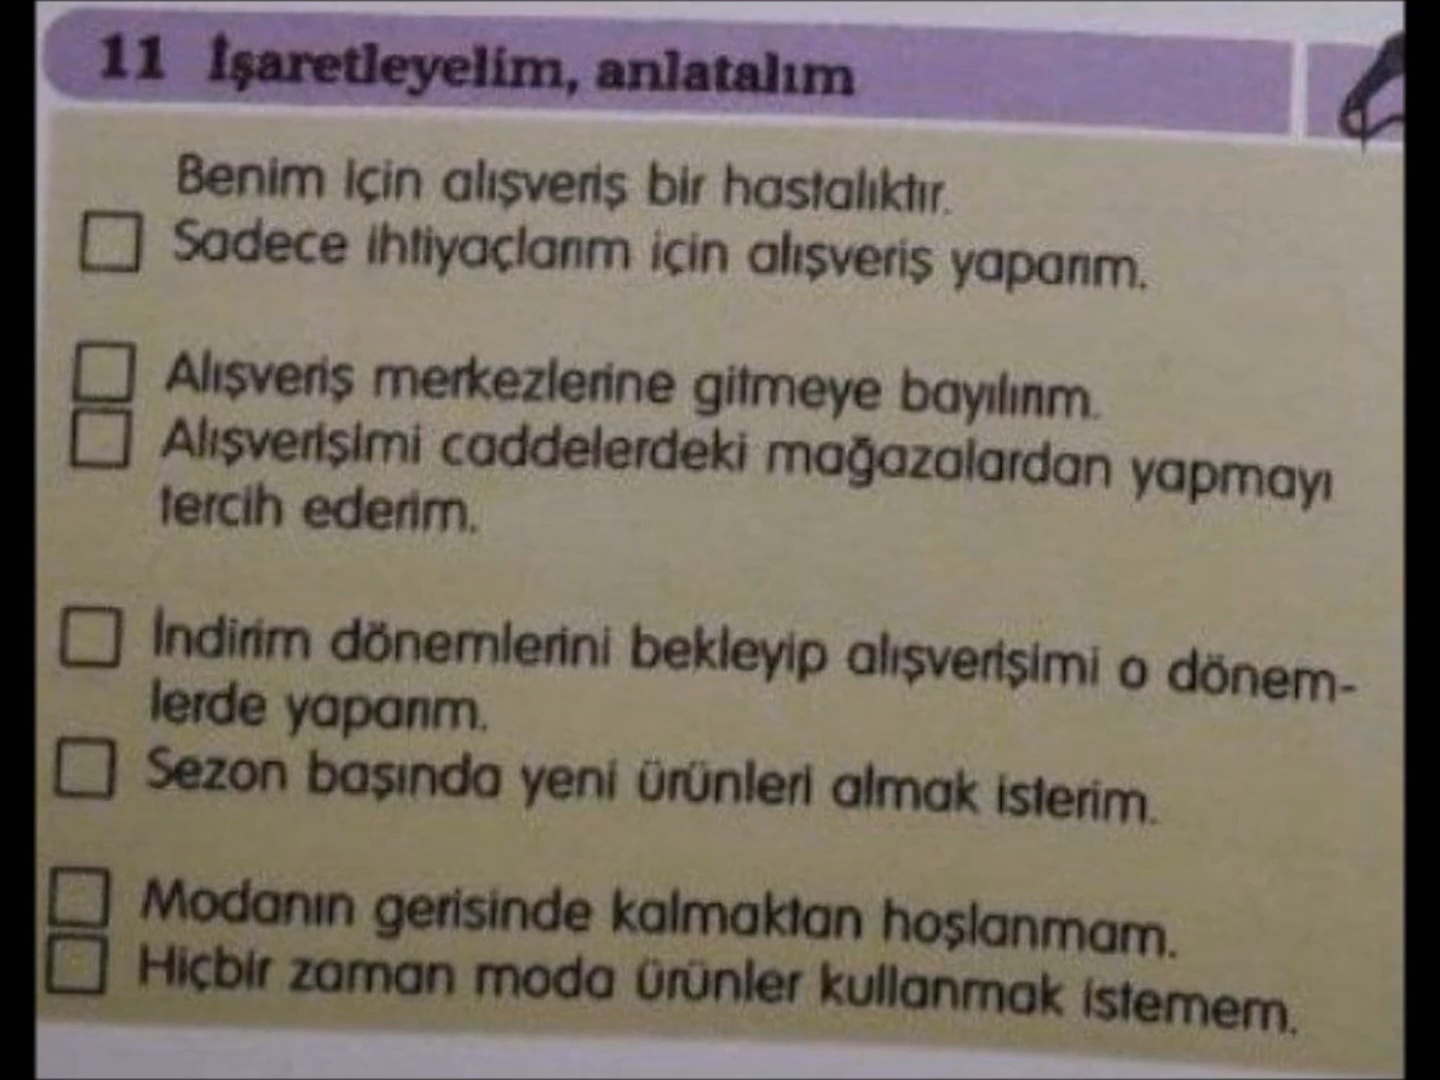 11 İşaretleyelim, anlatalım
Benim için alışveriş bir hastalıktır.
Sadece ihtiyaçlarım için alışveriş yaparım.
Alışveriş merkezlerine gitmeye bayılırım.
Alışverişimi caddelerdeki mağazalardan yapmayı
tercih ederim.
İndirim dönemlerini bekleyip alışverişimi o dönem-
lerde yaparım.
Sezon başında yeni ürünleri almak isterim.
Modanın gerisinde kalmaktan hoşlanmam.
Hiçbir zaman moda ürünler kullanmak istemem.